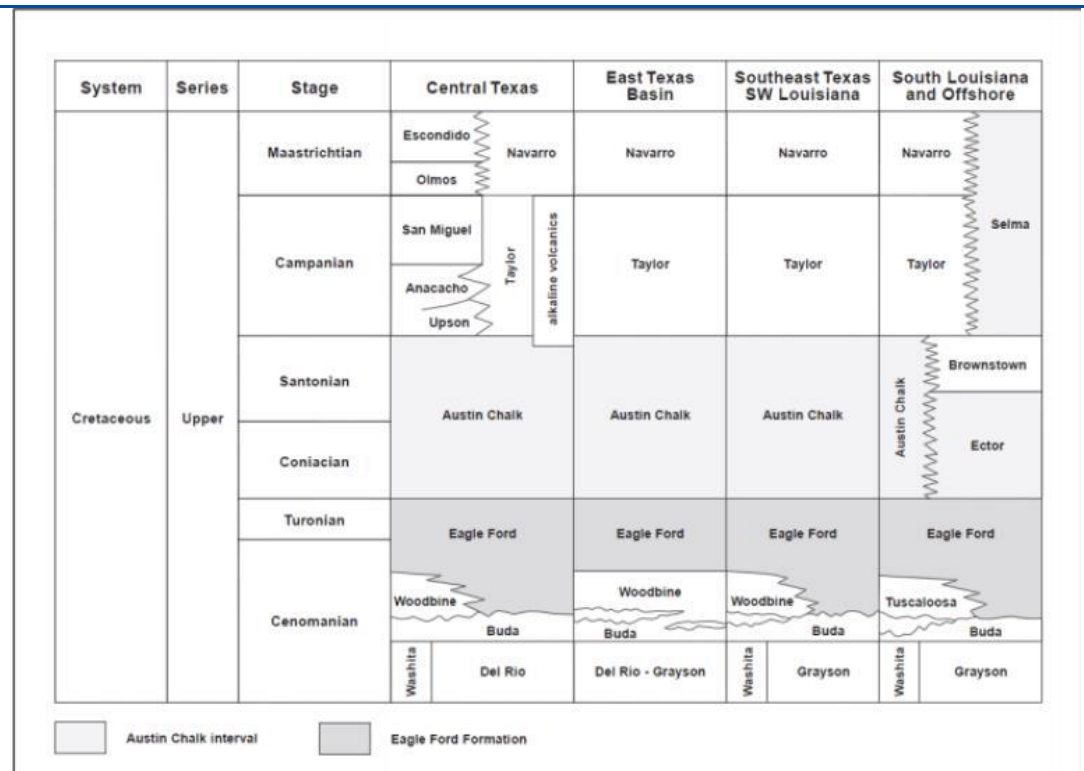 System
Series
Stage
Central Texas
East Texas
Basin
Southeast Texas
SW Louisiana
South Louisiana
and Offshore
Cretaceous
Upper
Maastrichtian
Escondido
Olmos
Navarro
Navarro
Navarro
Navarro
Selma
Campanian
San Miguel
Anacacho
Upson
Taylor
alkaline volcanics
Taylor
Taylor
Taylor
Santonian
Coniacian
Austin Chalk
Austin Chalk
Austin Chalk
Austin Chalk
Brownstown
Ector
Turonian
Eagle Ford
Eagle Ford
Eagle Ford
Eagle Ford
Cenomanian
Woodbine
Buda
Woodbine
Buda
Woodbine
Buda
Tuscaloosa
Buda
Washita
Del Rio
Del Rio - Grayson
Washita
Grayson
Washita
Grayson
Austin Chalk interval
Eagle Ford Formation